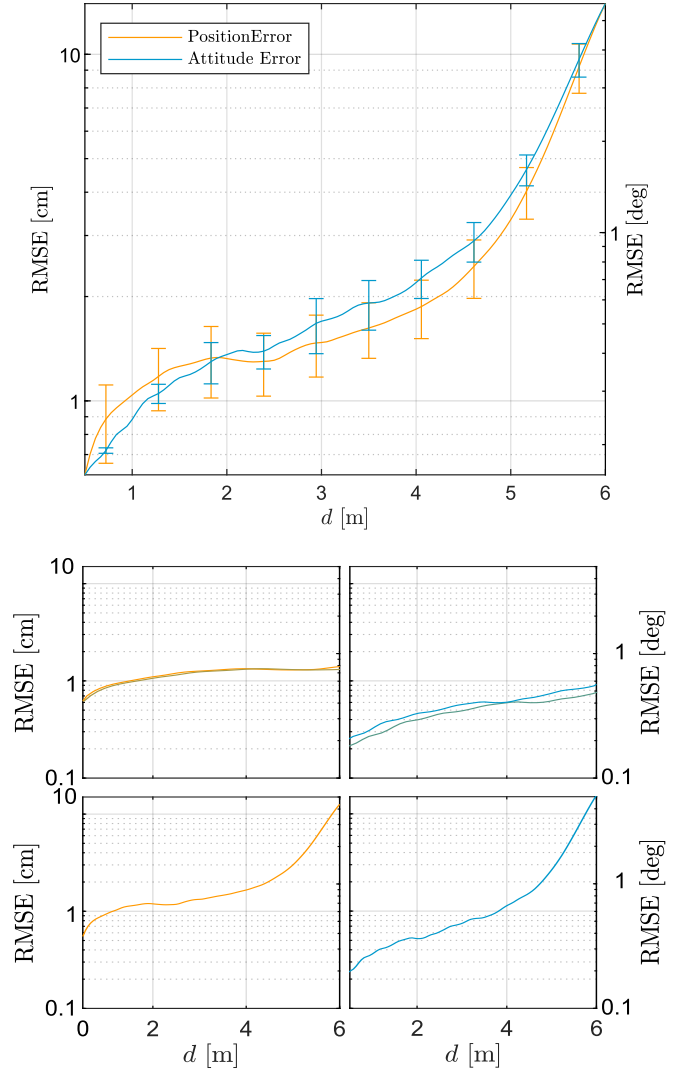 PositionError
Attitude Error
10
1
RMSE [cm]
1
RMSE [deg]
1 2 3 4 5 6
d [m]
10
1
0.1
RMSE [cm]
1
0.1
RMSE [deg]
10
1
0.1
RMSE [cm]
1
0.1
RMSE [deg]
0 2 4 6
d [m]
2 4 6
d [m]